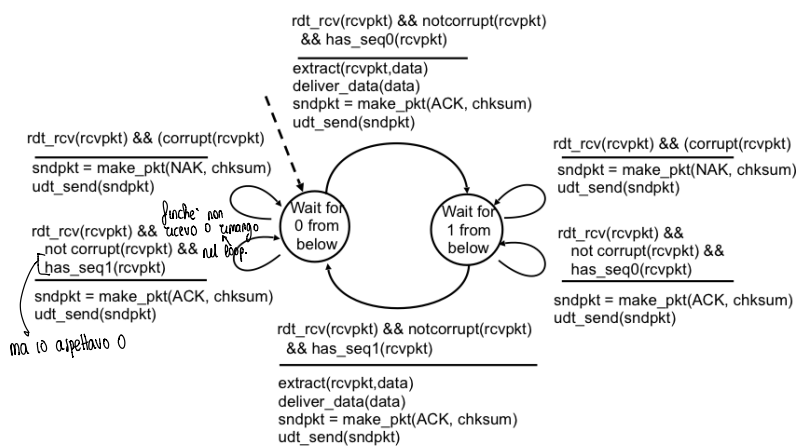 rdt_rcv(rcvpkt) && notcorrupt(rcvpkt)
&& has_seq0(rcvpkt)
extract(rcvpkt,data)
deliver_data(data)
sndpkt = make_pkt(ACK, chksum)
udt_send(sndpkt)
rdt_rcv(rcvpkt) && (corrupt(rcvpkt)
sndpkt = make_pkt(NAK, chksum)
udt_send(sndpkt)
finché non
ricevo 0 rimango
nel loop.
rdt_rcv(rcvpkt) &&
not corrupt(rcvpkt) &&
has_seq1(rcvpkt)
sndpkt = make_pkt(ACK, chksum)
udt_send(sndpkt)
ma io aspettavo 0
Wait for
0 from
below
Wait for
1 from
below
rdt_rcv(rcvpkt) && (corrupt(rcvpkt)
sndpkt = make_pkt(NAK, chksum)
udt_send(sndpkt)
rdt_rcv(rcvpkt) &&
not corrupt(rcvpkt) &&
has_seq0(rcvpkt)
sndpkt = make_pkt(ACK, chksum)
udt_send(sndpkt)
rdt_rcv(rcvpkt) && notcorrupt(rcvpkt)
&& has_seq1(rcvpkt)
extract(rcvpkt,data)
deliver_data(data)
sndpkt = make_pkt(ACK, chksum)
udt_send(sndpkt)